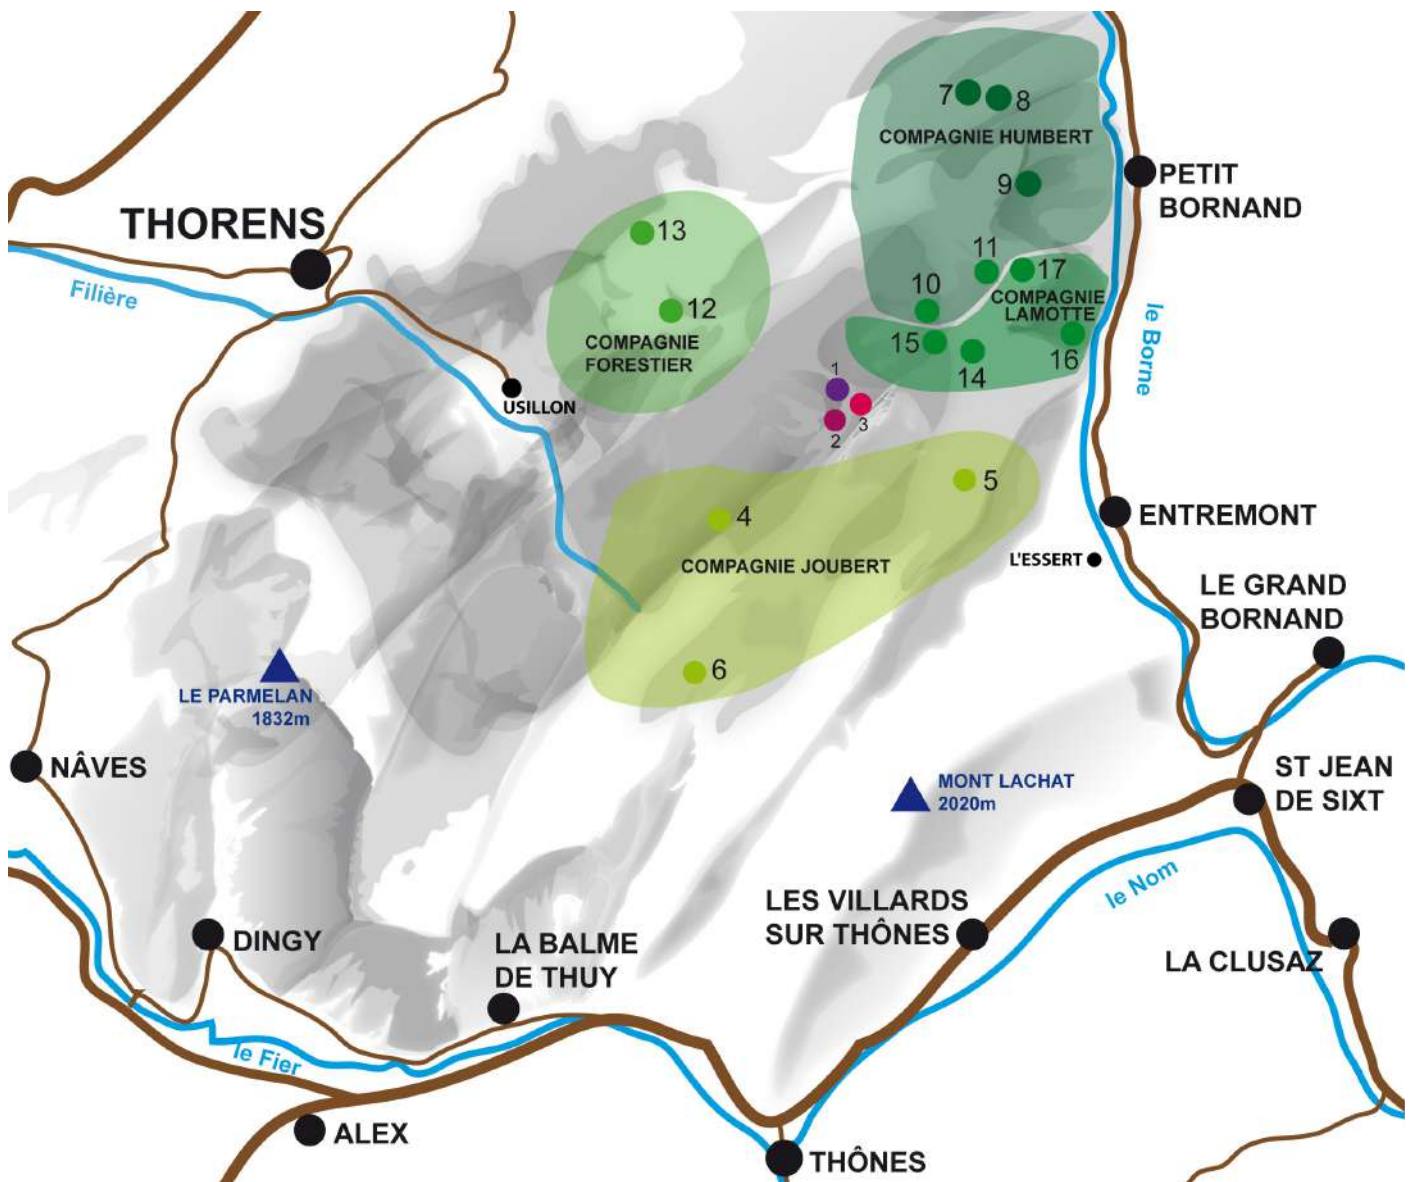 7
8
COMPAGNIE HUMBERT
9
PETIT
BORNAND
THORENS
13
11
17
Filière
10
COMPAGNIE
LAMOTTE
12
le Borne
COMPAGNIE
FORESTIER
15
14
16
1
USILLON
3
2
5
4
ENTREMONT
COMPAGNIE JOUBERT
L'ESSERT
LE GRAND
BORNAND
6
LE PARMELAN
1832m
NÂVES
MONT LACHAT
2020m
ST JEAN
DE SIXT
le Nom
LES VILLARDS
SUR THÔNES
DINGY
LA BALME
DE THUY
LA CLUSAZ
le Fier
ALEX
THÔNES